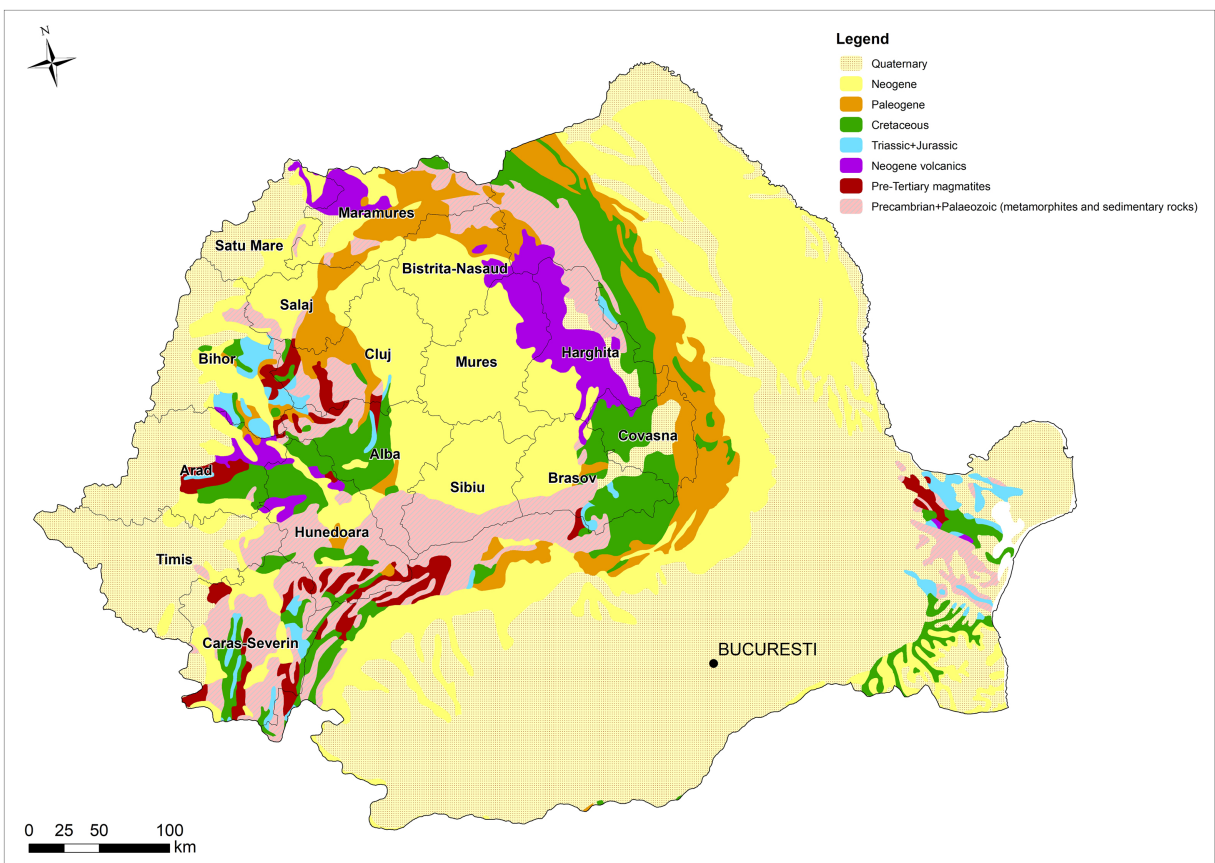 N
Legend
Quaternary
Neogene
Paleogene
Cretaceous
Triassic+Jurassic
Neogene volcanics
Pre-Tertiary magmatites
Precambrian+Palaeozoic (metamorphites and sedimentary rocks)
Maramures
Satu Mare
Bistrita-Nasaud
Salaj
Bihor
Cluj
Mures
Harghita
Covasna
Alba
Arad
Sibiu
Brasov
Hunedoara
Timis
Caras-Severin
BUCURESTI
0 25 50 100
km